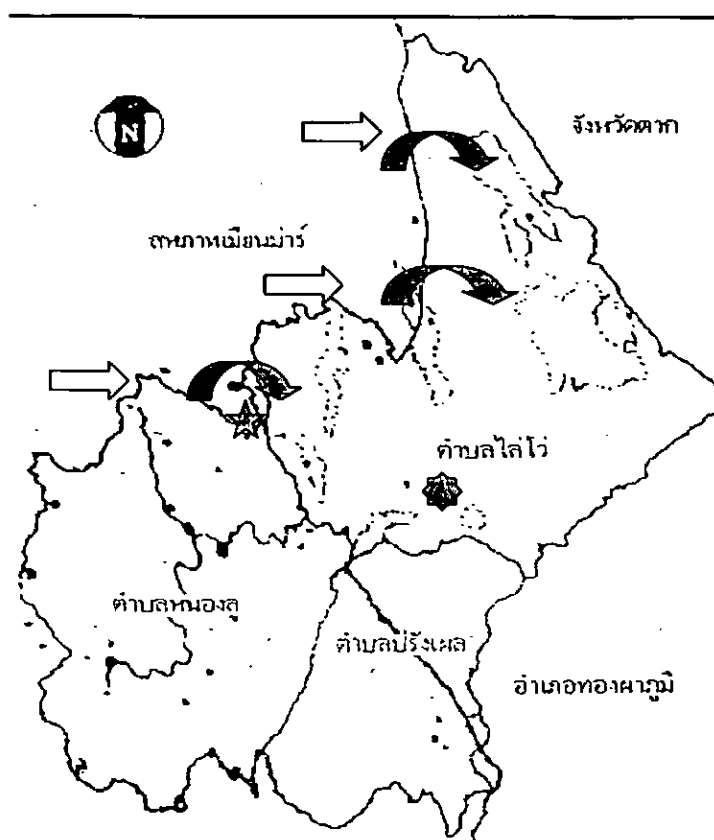 N
จังหวัดตาก
สหภาพเมียนม่าร์
ตำบลไล่โว่
ตำบลหนองลู
ตำบลปรังเผล
อำเภอทองผาภูมิ